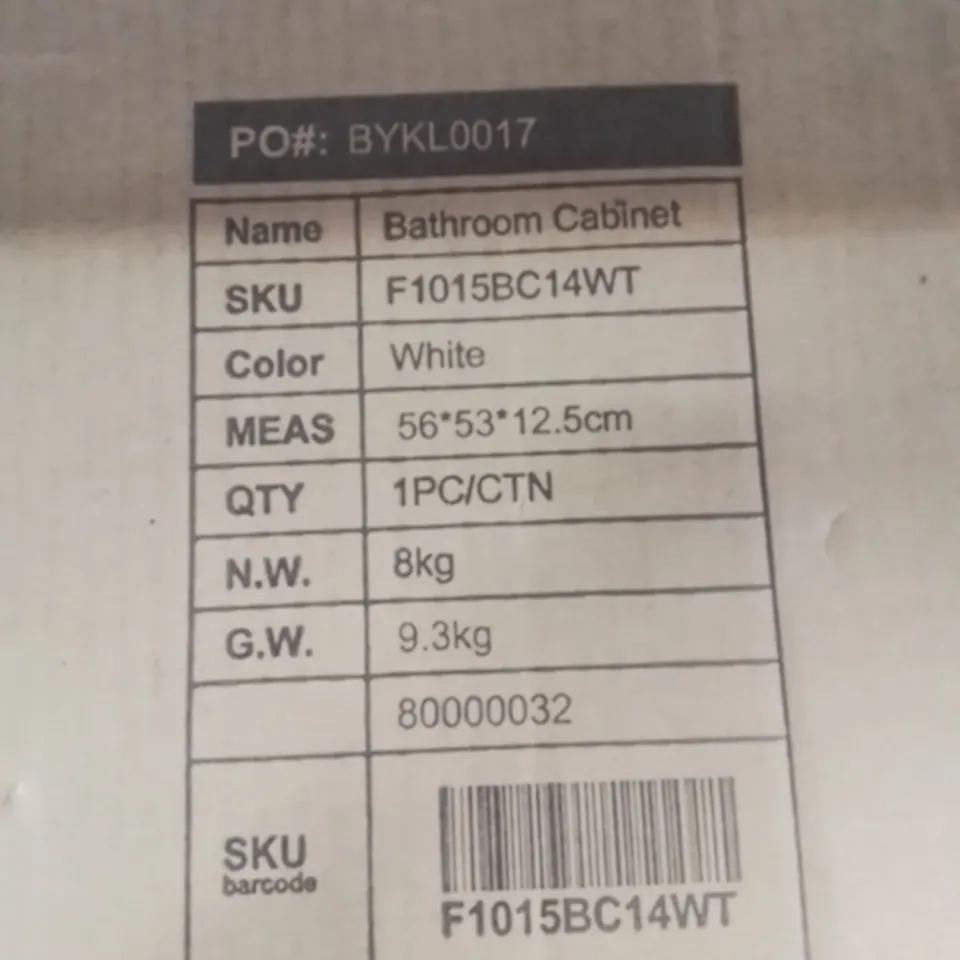 PO#: BYKL0017
Name Bathroom Cabinet
SKU F1015BC14WT
Color White
MEAS 56*53*12.5cm
QTY 1PC/CTN
N.W. 8kg
G.W. 9.3kg
80000032
SKU
barcode
F1015BC14WT